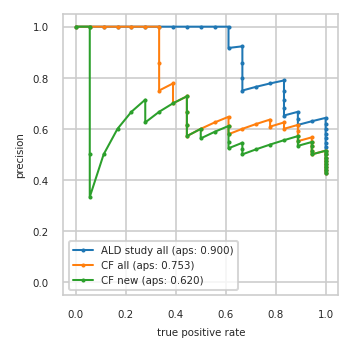 1.0
0.8
0.6
0.4
0.2
0.0
precision
ALD study all (aps: 0.900)
CF all (aps: 0.753)
CF new (aps: 0.620)
0.0 0.2 0.4 0.6 0.8 1.0
true positive rate